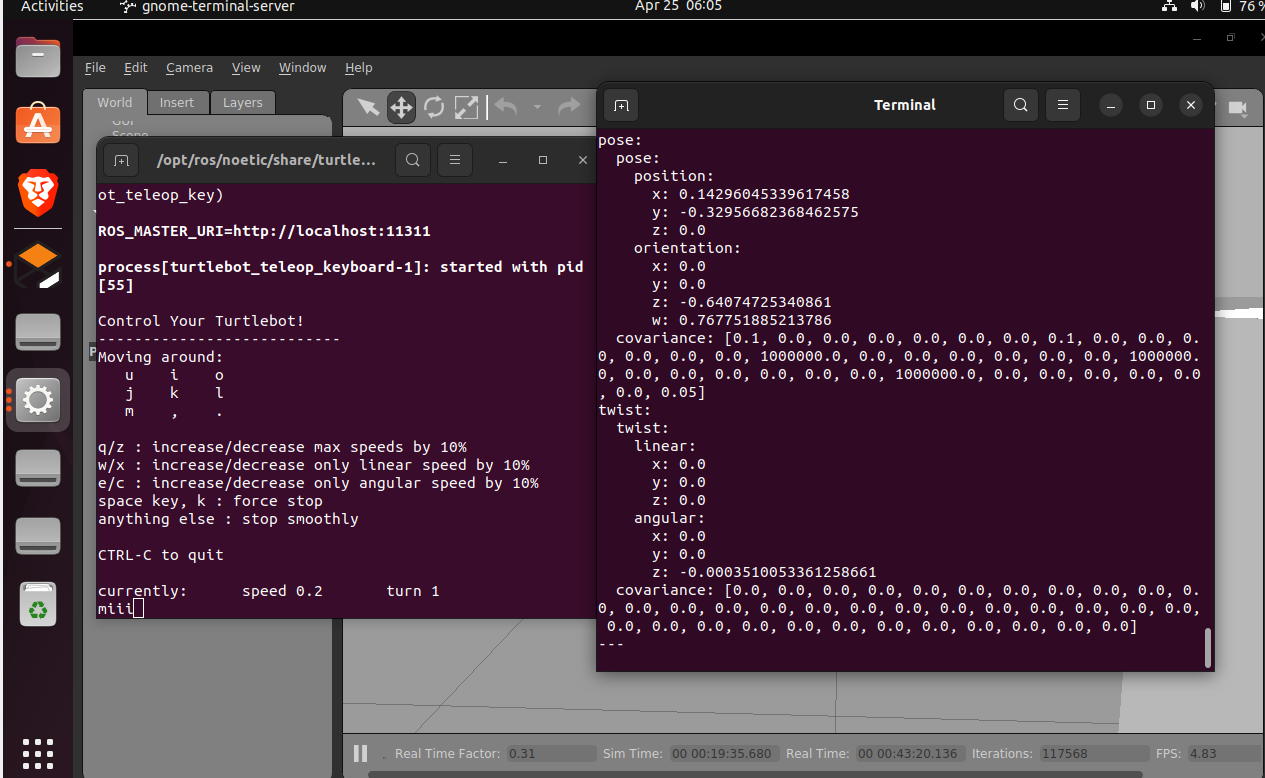 Activities
gnome-terminal-server
Apr 25 06:05
76 %
File Edit Camera View Window Help
World Insert Layers
GUI
Scene
/opt/ros/noetic/share/turtle...
ot_teleop_key)
ROS_MASTER_URI=http://localhost:11311
process[turtlebot_teleop_keyboard-1]: started with pid
[55]
Control Your Turtlebot!
---------------------------
Moving around:
u i o
j k l
m , .
q/z : increase/decrease max speeds by 10%
w/x : increase/decrease only linear speed by 10%
e/c : increase/decrease only angular speed by 10%
space key, k : force stop
anything else : stop smoothly
CTRL-C to quit
currently: speed 0.2 turn 1
miii
Terminal
pose:
pose:
position:
x: 0.14296045339617458
y: -0.32956682368462575
z: 0.0
orientation:
x: 0.0
y: 0.0
z: -0.64074725340861
w: 0.767751885213786
covariance: [0.1, 0.0, 0.0, 0.0, 0.0, 0.0, 0.0, 0.1, 0.0, 0.0, 0.
0, 0.0, 0.0, 0.0, 1000000.0, 0.0, 0.0, 0.0, 0.0, 0.0, 0.0, 1000000.
0, 0.0, 0.0, 0.0, 0.0, 0.0, 0.0, 1000000.0, 0.0, 0.0, 0.0, 0.0, 0.0
, 0.0, 0.05]
twist:
twist:
linear:
x: 0.0
y: 0.0
z: 0.0
angular:
x: 0.0
y: 0.0
z: -0.0003510053361258661
covariance: [0.0, 0.0, 0.0, 0.0, 0.0, 0.0, 0.0, 0.0, 0.0, 0.0, 0.
0, 0.0, 0.0, 0.0, 0.0, 0.0, 0.0, 0.0, 0.0, 0.0, 0.0, 0.0, 0.0, 0.0,
0.0, 0.0, 0.0, 0.0, 0.0, 0.0, 0.0, 0.0, 0.0, 0.0, 0.0, 0.0]
---
Real Time Factor: 0.31 Sim Time: 00 00:19:35.680 Real Time: 00 00:43:20.136 Iterations: 117568 FPS: 4.83